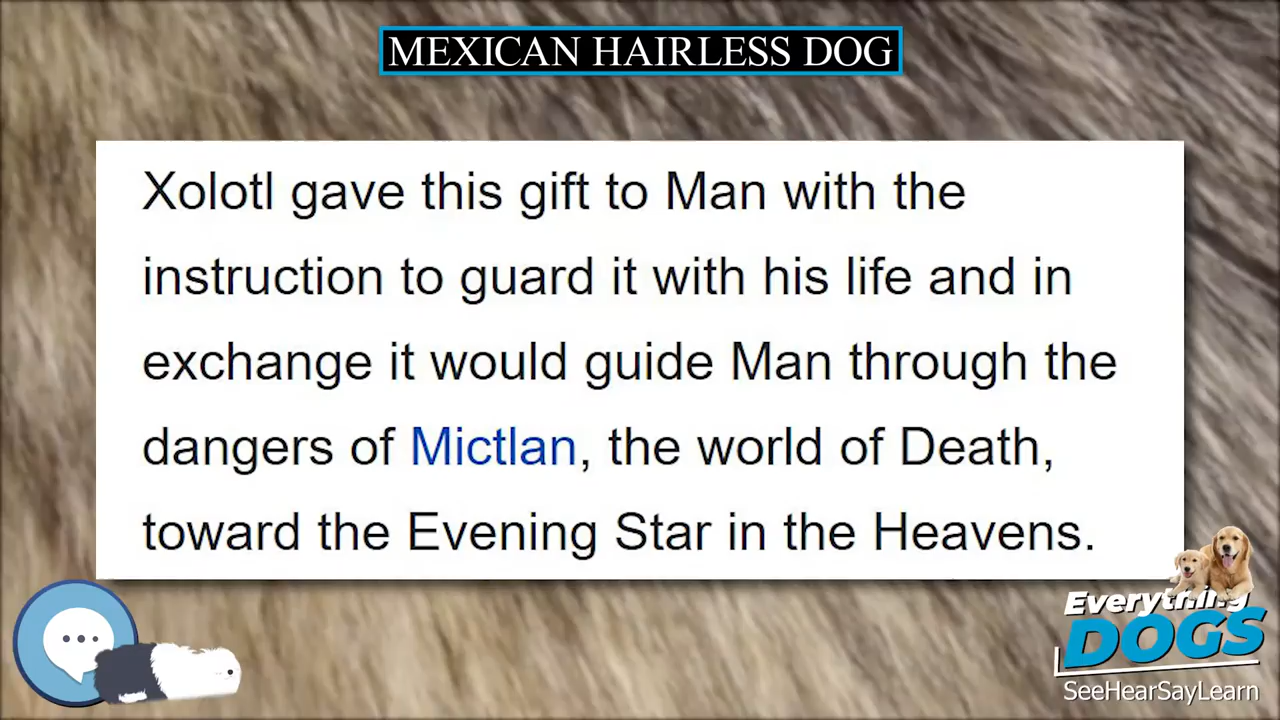 MEXICAN HAIRLESS DOG
Xolotl gave this gift to Man with the
instruction to guard it with his life and in
exchange it would guide Man through the
dangers of Mictlan, the world of Death,
toward the Evening Star in the Heavens.
Everything
DOGS
SeeHearSayLearn